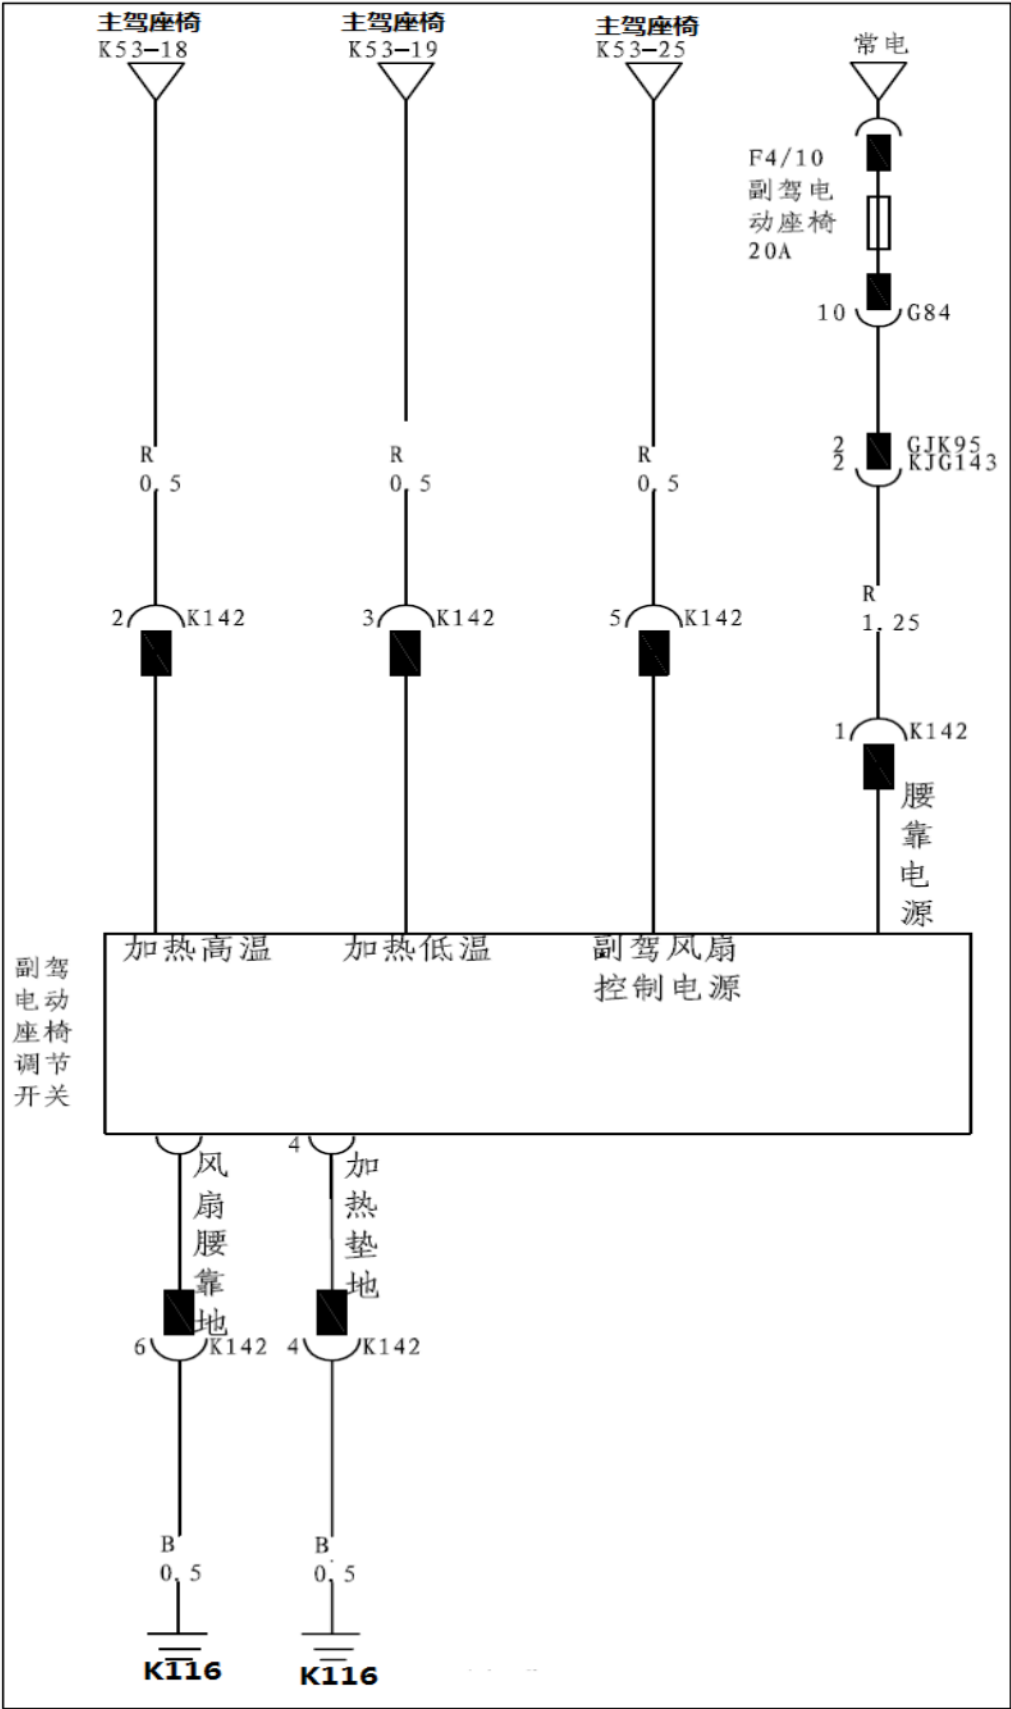 主驾座椅
K53-18
主驾座椅
K53-19
主驾座椅
K53-25
常电
F4/10
副驾电
动座椅
20A
10
G84
R
0.5
R
0.5
R
0.5
2
GJK95
2
KJG143
R
1.25
2
K142
3
K142
5
K142
1
K142
腰靠电源
加热高温
加热低温
副驾风扇
控制电源
副驾
电动
座椅
调节
开关
4
风扇腰靠地
加热垫地
6
K142
4
K142
B
0.5
B
0.5
K116
K116